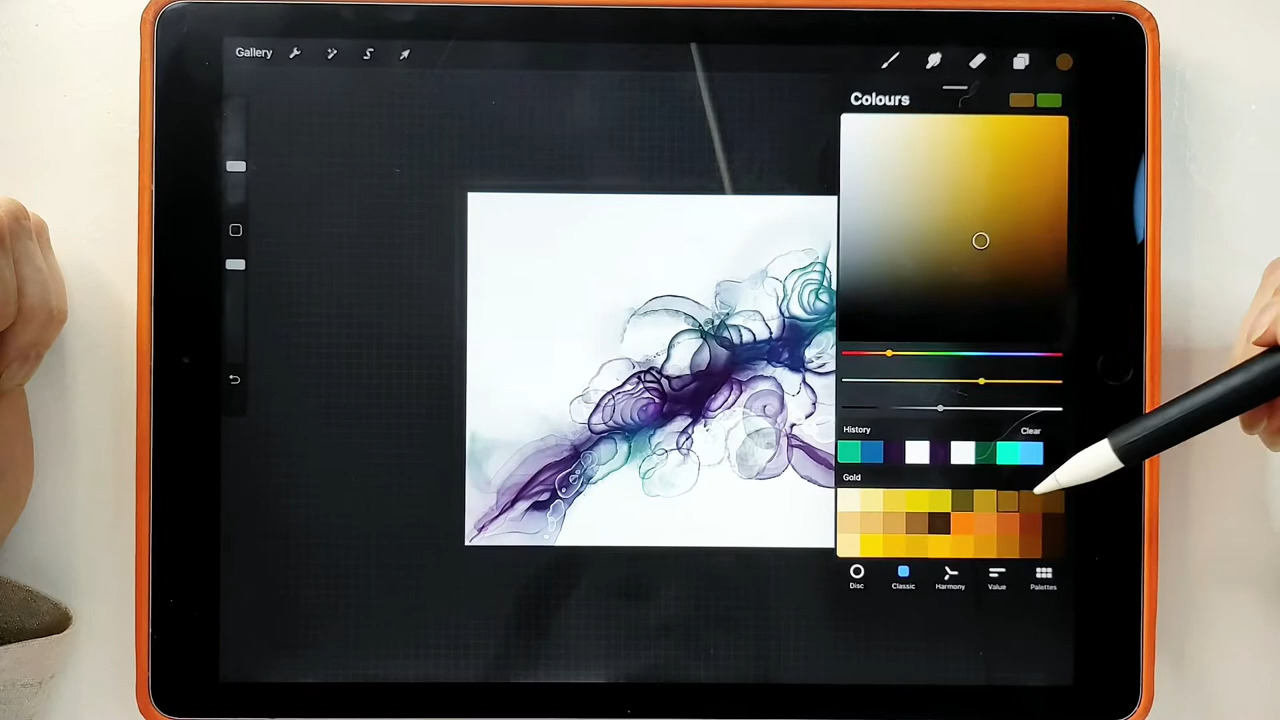 Gallery
Colours
History Clear
Gold
Disc Classic Harmony Value Palettes